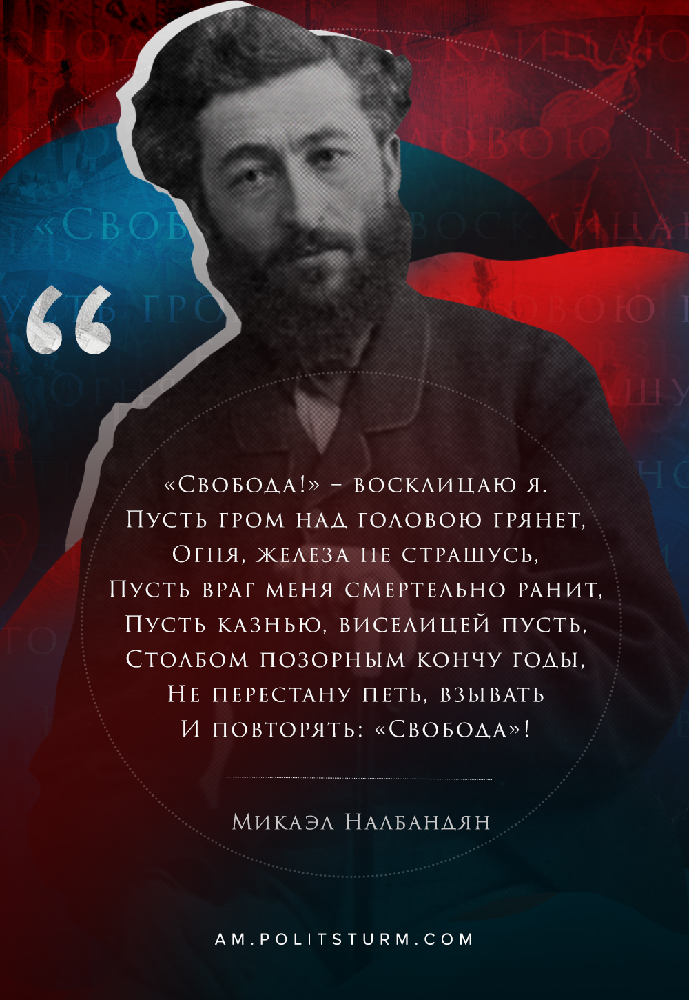 «Свобода!» – восклицаю я.
Пусть гром над головою грянет,
Огня, железа не страшусь,
Пусть враг меня смертельно ранит,
Пусть казнью, виселицей пусть,
Столбом позорным кончу годы,
Не перестану петь, взывать
И повторять: «Свобода»!
Микаэл Налбандян
AM.POLITSTURM.COM